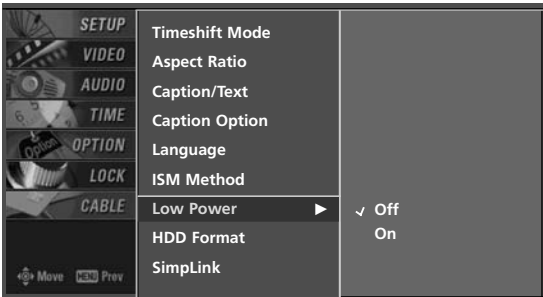 SETUP
VIDEO
AUDIO
TIME
OPTION
LOCK
CABLE
Move MENU Prev
Timeshift Mode
Aspect Ratio
Caption/Text
Caption Option
Language
ISM Method
Low Power
HDD Format
SimpLink
Off
On